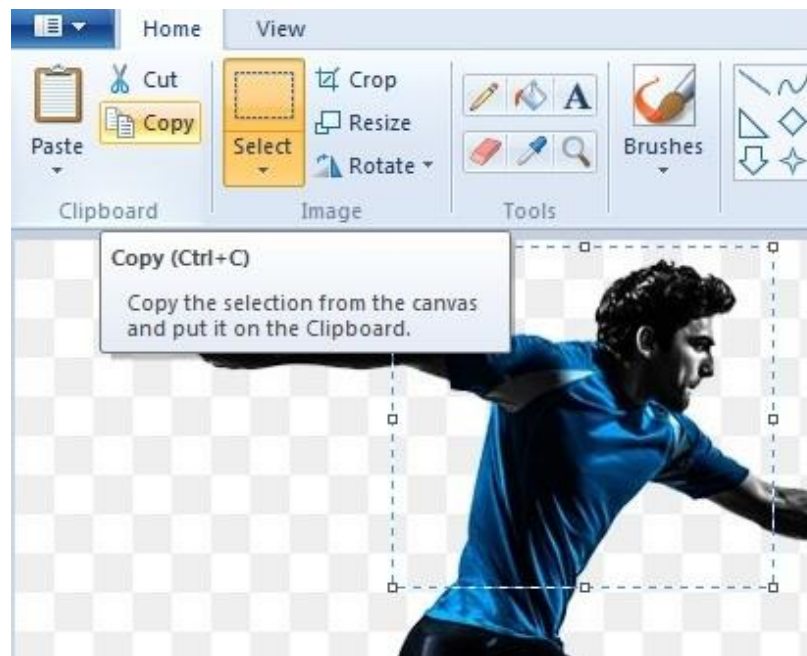 Home View
Cut
Copy
Paste
Select
Crop
Resize
Rotate
A
Brushes
Clipboard Image Tools
Copy (Ctrl+C)
Copy the selection from the canvas
and put it on the Clipboard.